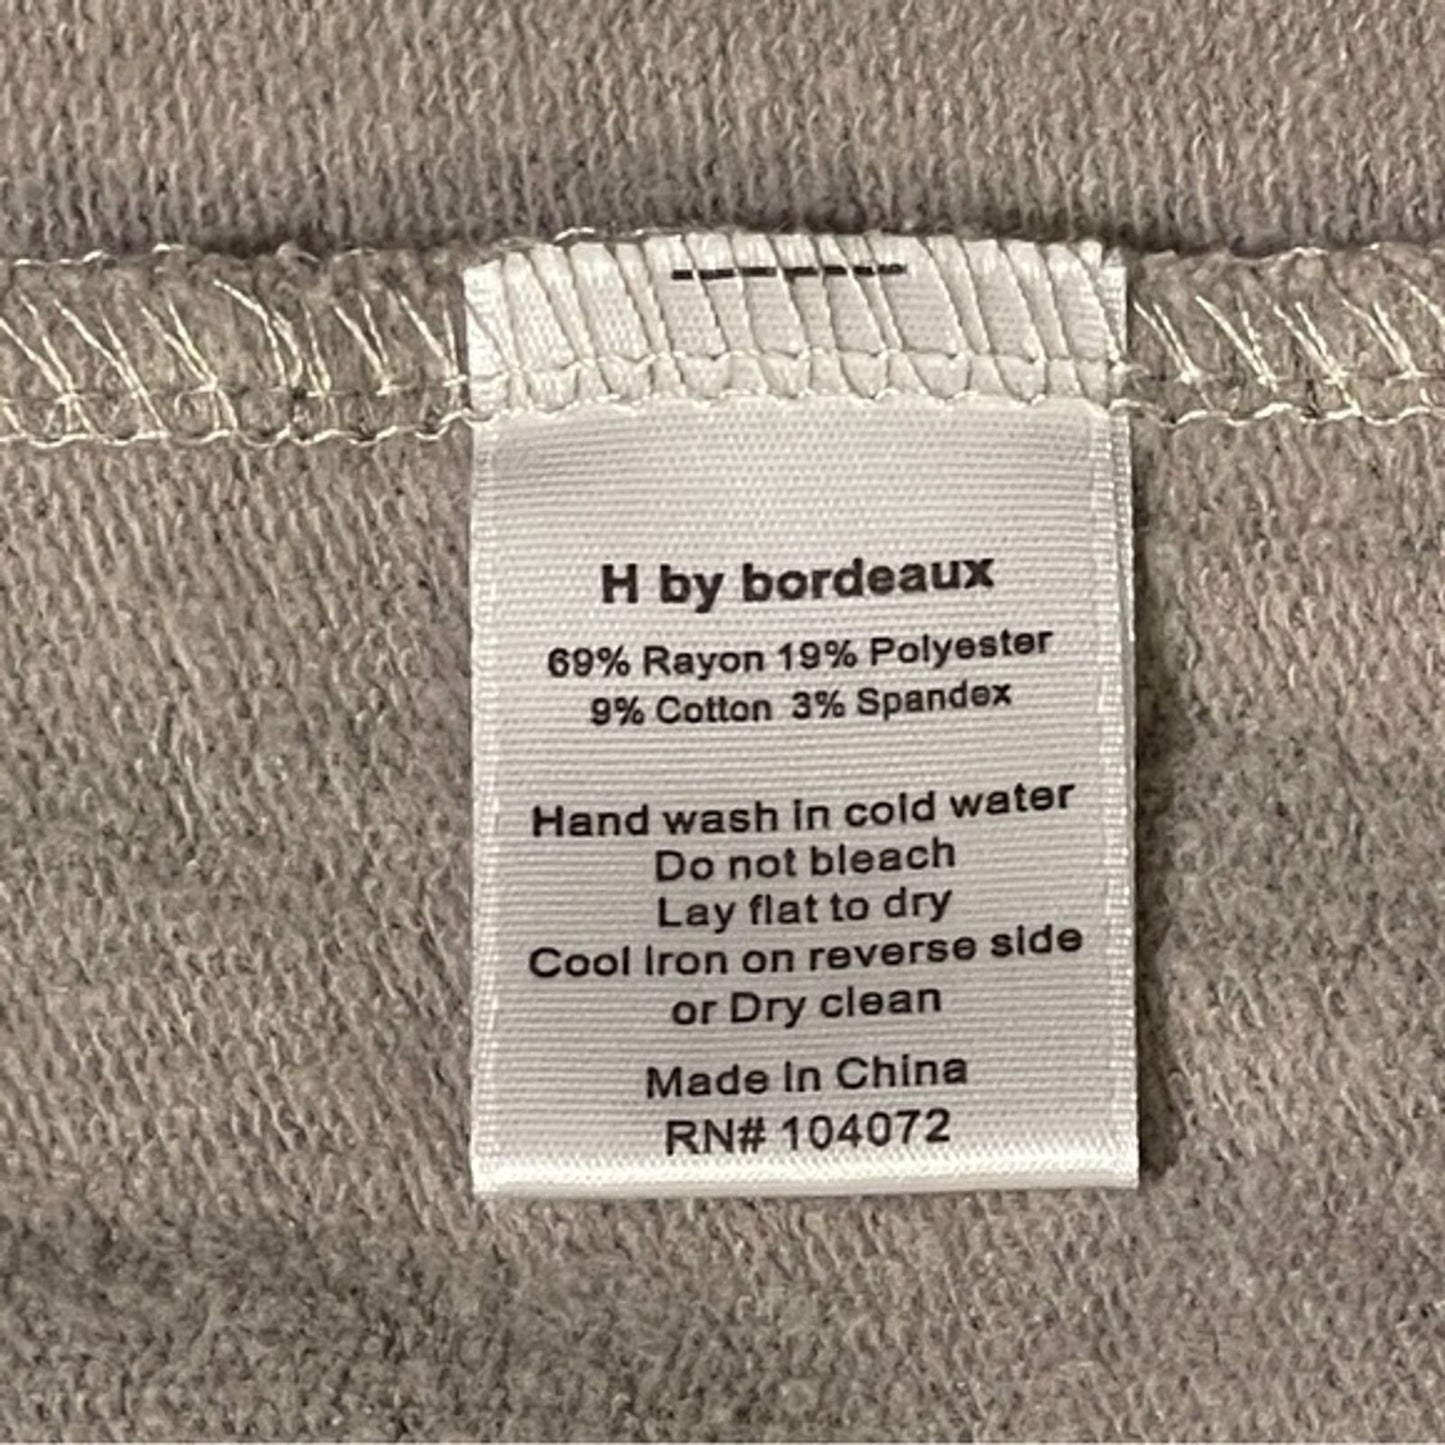 H by bordeaux
69% Rayon 19% Polyester
9% Cotton 3% Spandex
Hand wash in cold water
Do not bleach
Lay flat to dry
Cool iron on reverse side
or Dry clean
Made in China
RN# 104072